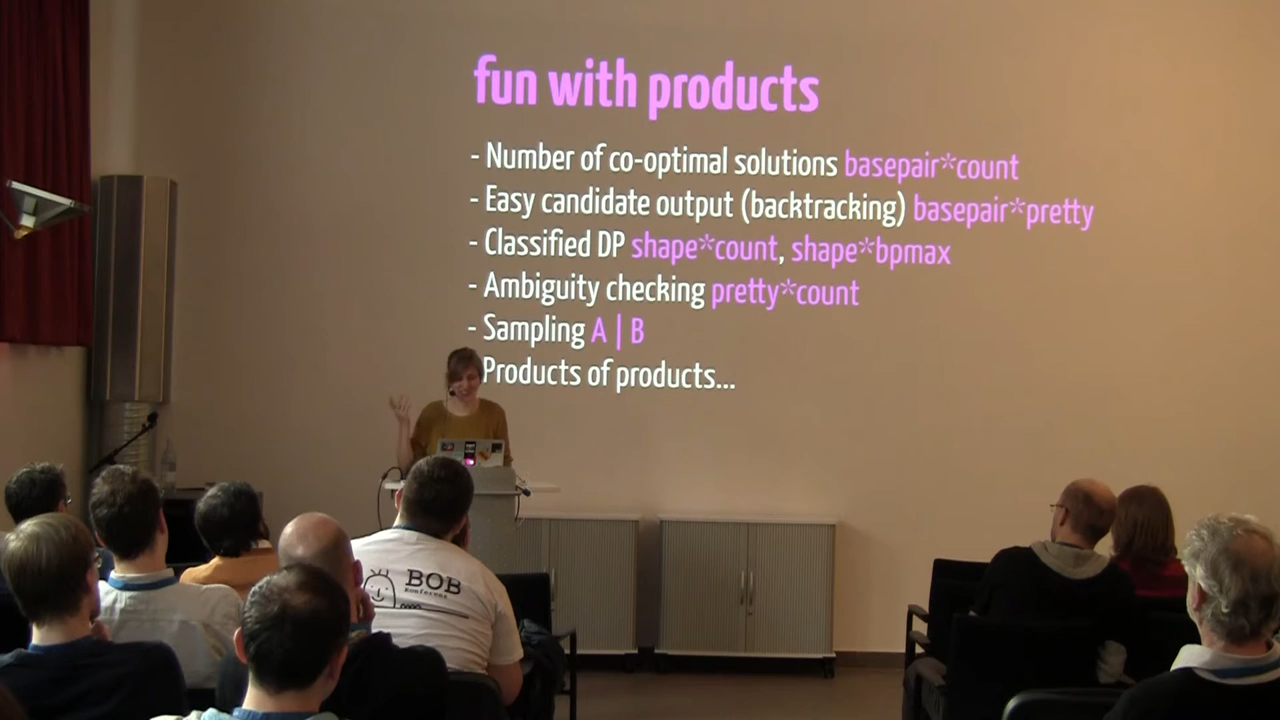 fun with products
- Number of co-optimal solutions basepair*count
- Easy candidate output (backtracking) basepair*pretty
- Classified DP shape*count, shape*bpmax
- Ambiguity checking pretty*count
- Sampling A | B
Products of products...
BOB
Konferenz